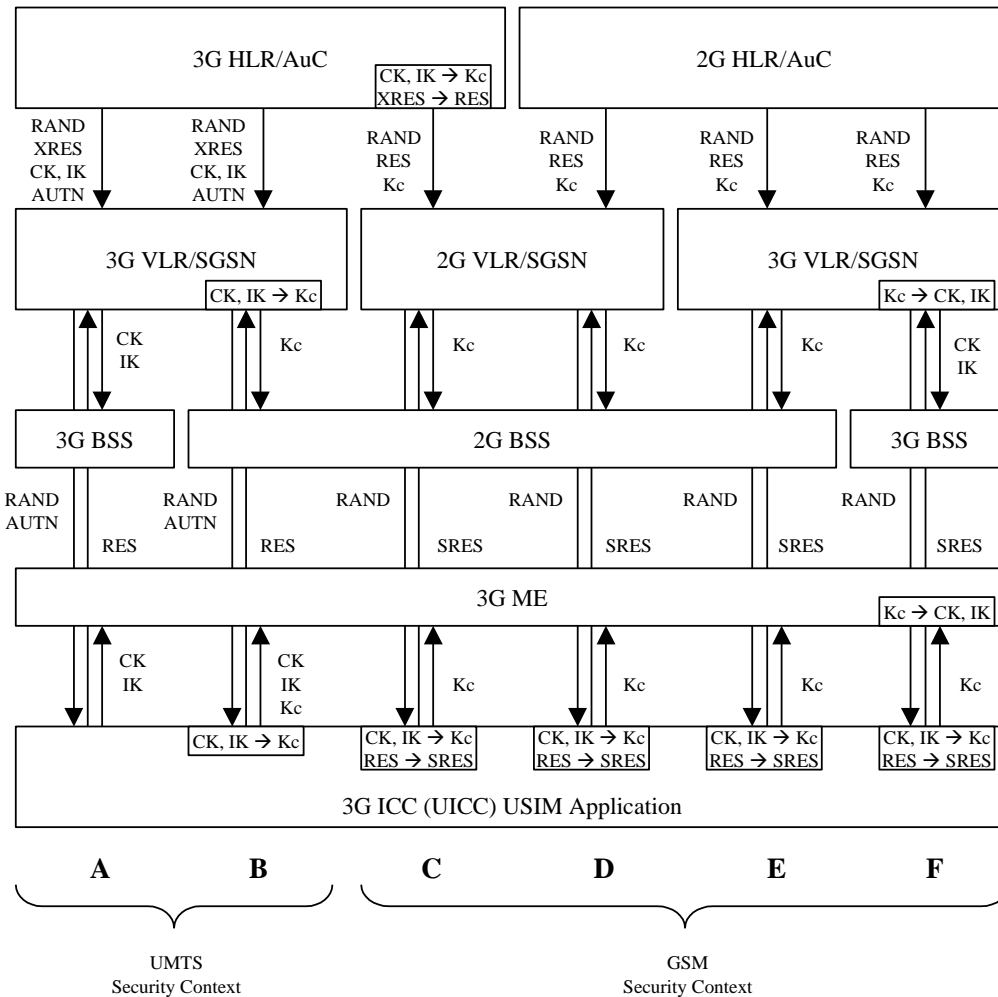 3G HLR/AuC
2G HLR/AuC
CK, IK → Kc
XRES → RES
RAND
XRES
CK, IK
AUTN
RAND
XRES
CK, IK
AUTN
RAND
RES
Kc
RAND
RES
Kc
RAND
RES
Kc
RAND
RES
Kc
3G VLR/SGSN
2G VLR/SGSN
3G VLR/SGSN
CK, IK → Kc
Kc → CK, IK
CK
IK
Kc
Kc
Kc
Kc
CK
IK
3G BSS
2G BSS
3G BSS
RAND
AUTN
RAND
AUTN
RAND
RAND
RAND
RAND
RES
RES
SRES
SRES
SRES
SRES
3G ME
Kc → CK, IK
CK
IK
CK
IK
Kc
Kc
Kc
Kc
Kc
CK, IK → Kc
CK, IK → Kc
RES → SRES
CK, IK → Kc
RES → SRES
CK, IK → Kc
RES → SRES
CK, IK → Kc
RES → SRES
3G ICC (UICC) USIM Application
A B C D E F
UMTS
Security Context
GSM
Security Context